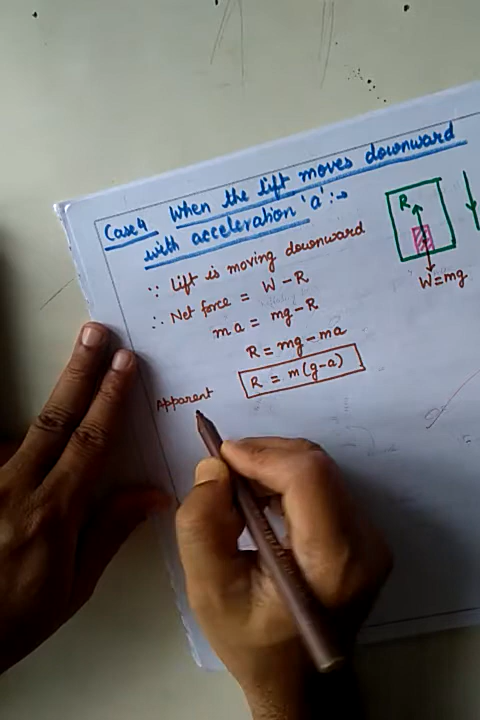 Case 4 When the lift moves downward
with acceleration 'a' :→
∵ Lift is moving downward
∴ Net force = W - R
ma = mg - R
R = mg - ma
R = m(g-a)
Apparent
R
W=mg